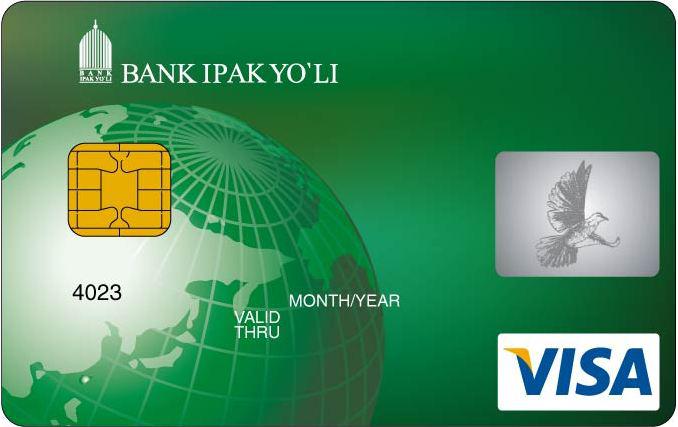 BANK
IPAK YO'LI
BANK IPAK YO`LI
4023
MONTH/YEAR
VALID
THRU
VISA